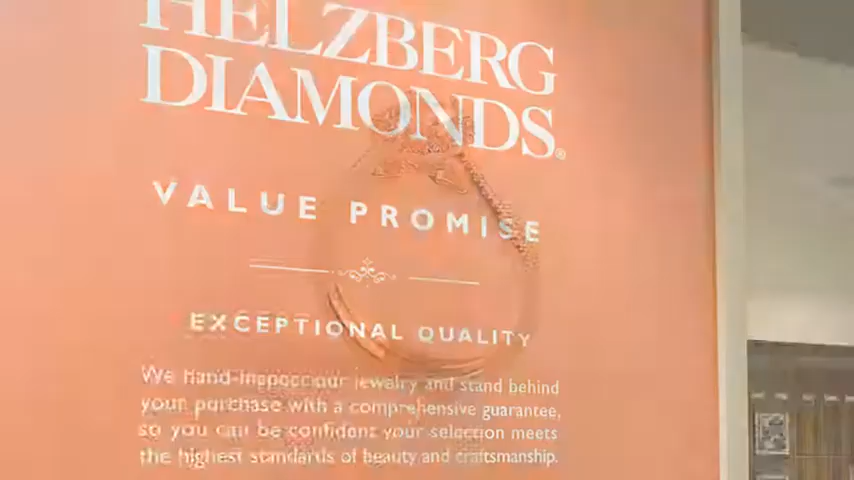 HELZBERG
DIAMONDS®
VALUE PROMISE
EXCEPTIONAL QUALITY
We hand-inspect our jewelry and stand behind
your purchase with a comprehensive guarantee,
so you can be confident your selection meets
the highest standards of beauty and craftsmanship.